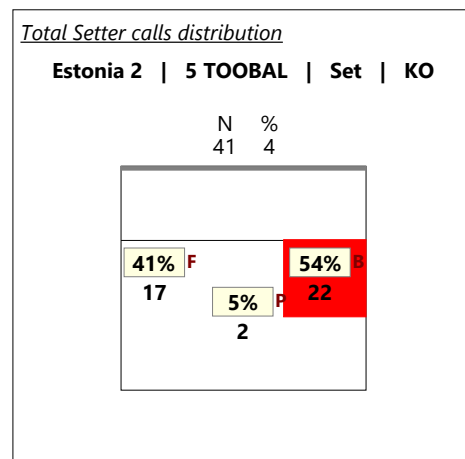 Total Setter calls distribution
Estonia 2 | 5 TOOBAL | Set | KO
N %
41 4
41% F 54% B
17 22
5% P
2